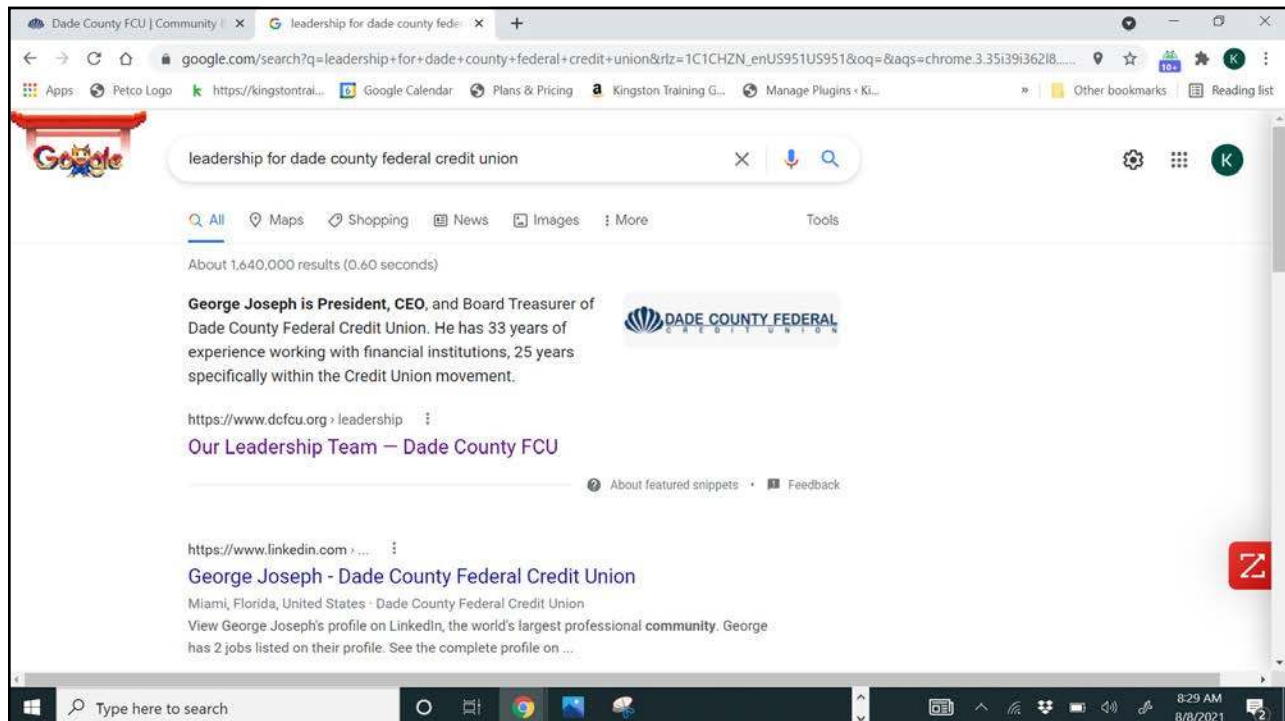 Dade County FCU | Community
leadership for dade county fede
google.com/search?q=leadership+for+dade+county+federal+credit+union&rlz=1C1CHZN_enUS951US951&oq=&aqs=chrome.3.35i39i362l8......
10+
K
Apps
Petco Logo
https://kingstontrai...
Google Calendar
Plans & Pricing
Kingston Training G...
Manage Plugins ‹ Ki...
»
Other bookmarks
Reading list
Google
leadership for dade county federal credit union
K
All
Maps
Shopping
News
Images
More
Tools
About 1,640,000 results (0.60 seconds)
George Joseph is President, CEO, and Board Treasurer of
Dade County Federal Credit Union. He has 33 years of
experience working with financial institutions, 25 years
specifically within the Credit Union movement.
DADE COUNTY FEDERAL
CREDIT UNION
https://www.dcfcu.org › leadership
Our Leadership Team — Dade County FCU
About featured snippets • Feedback
https://www.linkedin.com › ...
George Joseph - Dade County Federal Credit Union
Miami, Florida, United States · Dade County Federal Credit Union
View George Joseph's profile on LinkedIn, the world's largest professional community. George
has 2 jobs listed on their profile. See the complete profile on ...
Z
Type here to search
8:29 AM
8/8/2021
2